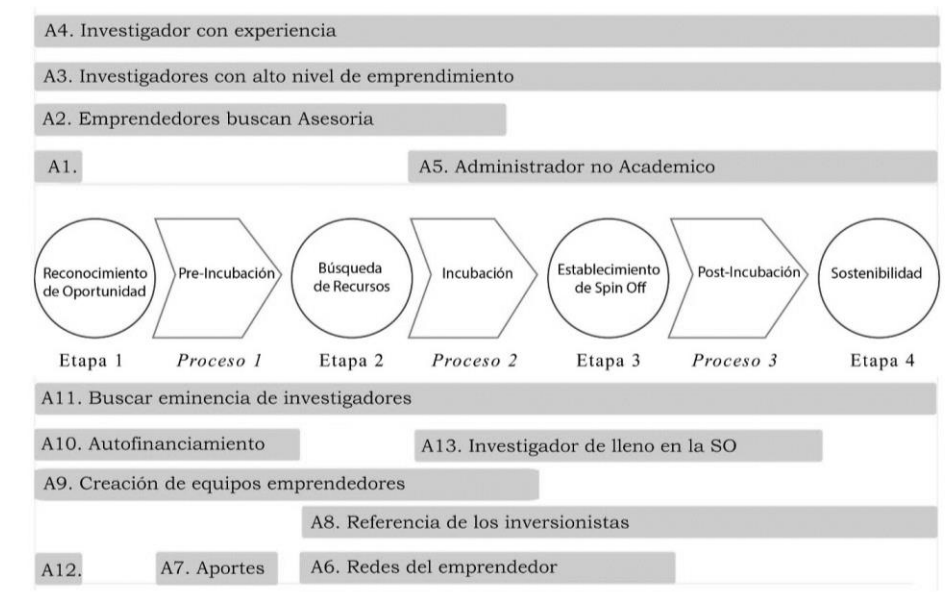 A4. Investigador con experiencia
A3. Investigadores con alto nivel de emprendimiento
A2. Emprendedores buscan Asesoria
A1.
A5. Administrador no Academico
Reconocimiento
de Oportunidad
Pre-Incubación
Búsqueda
de Recursos
Incubación
Establecimiento
de Spin Off
Post-Incubación
Sostenibilidad
Etapa 1
Proceso 1
Etapa 2
Proceso 2
Etapa 3
Proceso 3
Etapa 4
A11. Buscar eminencia de investigadores
A10. Autofinanciamiento
A13. Investigador de lleno en la SO
A9. Creación de equipos emprendedores
A8. Referencia de los inversionistas
A12.
A7. Aportes
A6. Redes del emprendedor